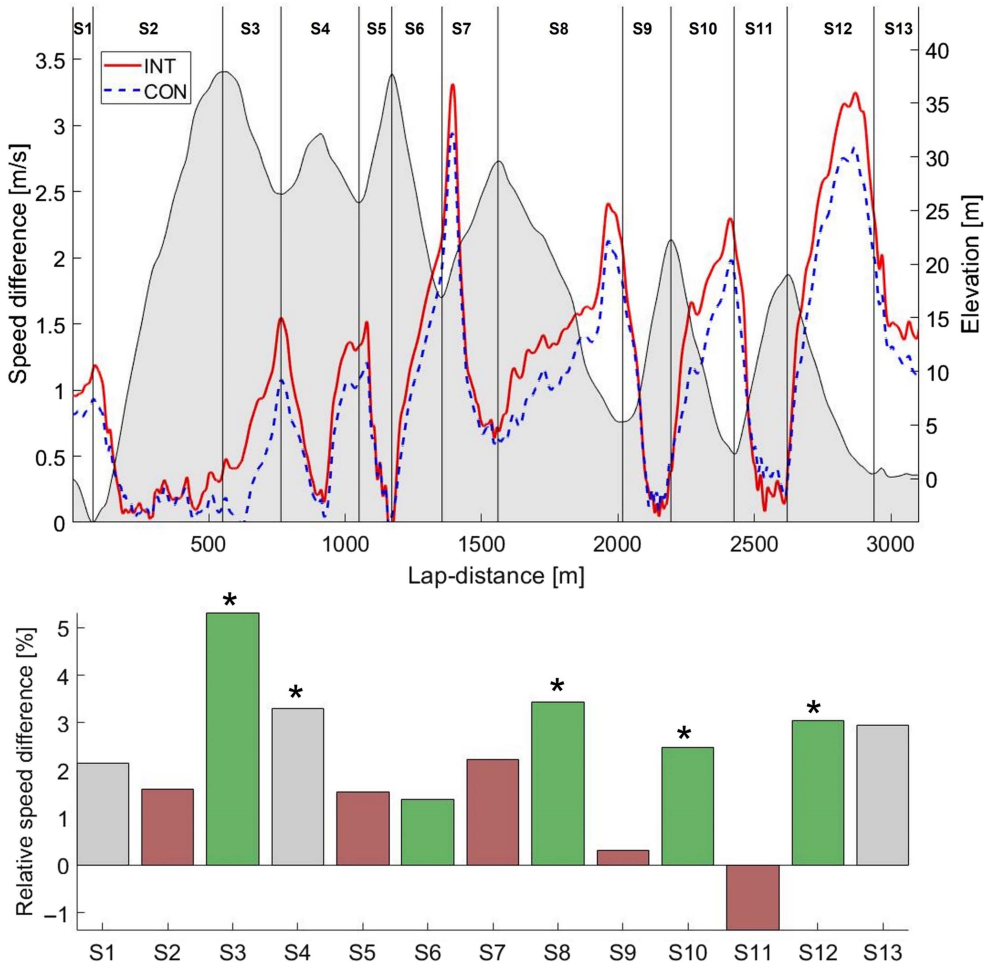 S1 S2 S3 S4 S5 S6 S7 S8 S9 S10 S11 S12 S13
INT
CON
Speed difference [m/s]
3.5
3
2.5
2
1.5
1
0.5
0
Elevation [m]
40
35
30
25
20
15
10
5
0
500 1000 1500 2000 2500 3000
Lap-distance [m]
Relative speed difference [%]
5
4
3
2
1
0
−1
* * * * *
S1 S2 S3 S4 S5 S6 S7 S8 S9 S10 S11 S12 S13